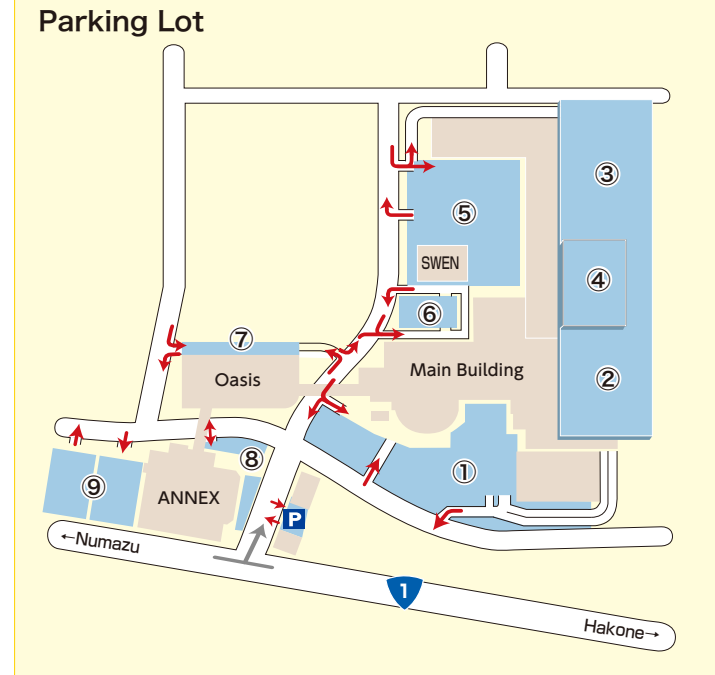 Parking Lot
③
⑤
SWEN
④
⑥
⑦
Main Building
Oasis
②
⑧
①
⑨
ANNEX
P
←Numazu
1
Hakone→